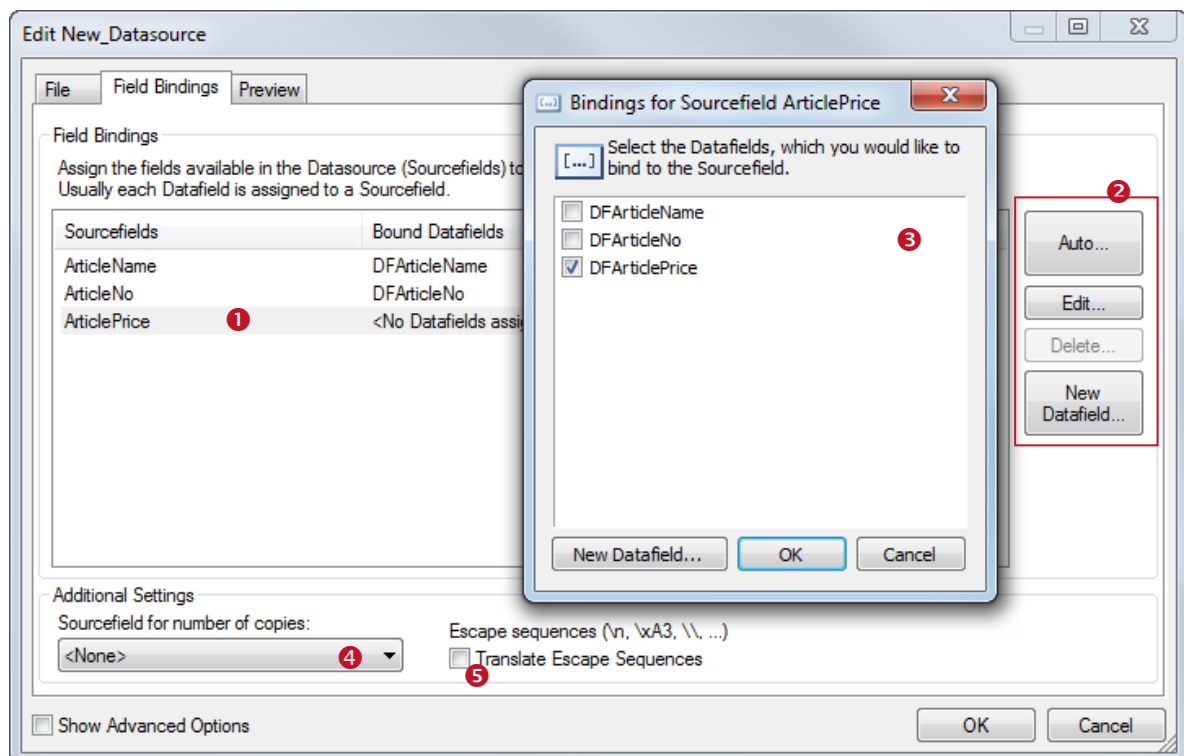 Edit New_Datasource
File
Field Bindings
Preview
Field Bindings
Assign the fields available in the Datasource (Sourcefields) to
Usually each Datafield is assigned to a Sourcefield.
Sourcefields
Bound Datafields
ArticleName
DFArticleName
ArticleNo
DFArticleNo
ArticlePrice
1
<No Datafields assi
Bindings for Sourcefield ArticlePrice
[...]
Select the Datafields, which you would like to
bind to the Sourcefield.
DFArticleName
DFArticleNo
3
DFArticlePrice
New Datafield...
OK
Cancel
2
Auto...
Edit...
Delete...
New
Datafield...
Additional Settings
Sourcefield for number of copies:
<None>
4
Escape sequences (\n, \xA3, \\, ...)
Translate Escape Sequences
5
Show Advanced Options
OK
Cancel